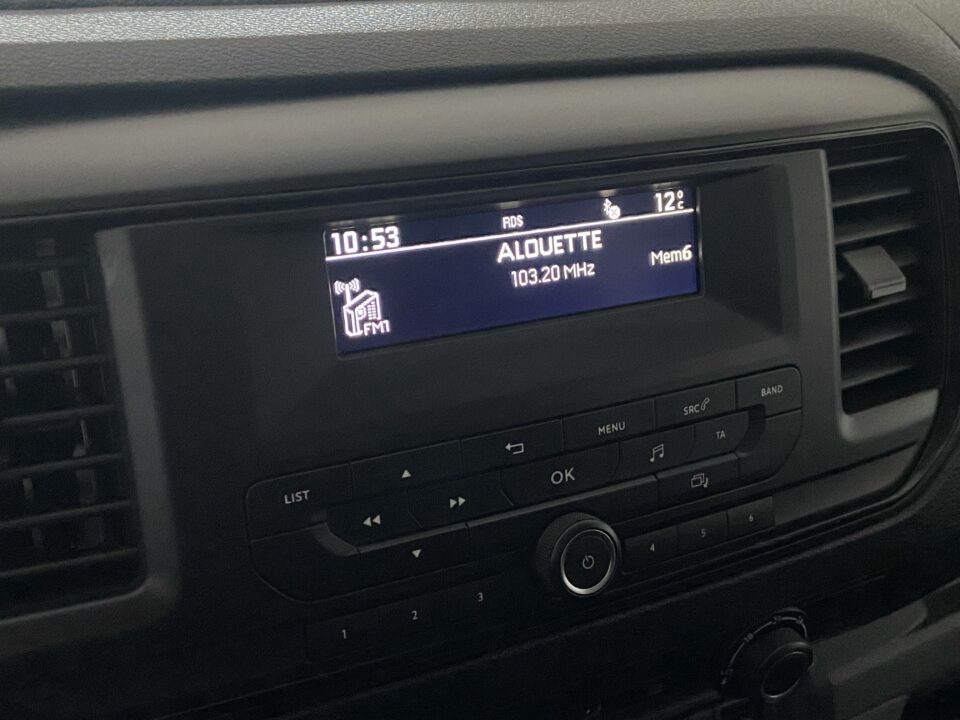 10:53 RDS 12°C
ALOUETTE
103.20 MHz Mem6
FM1
LIST MENU SRC BAND
OK TA
1 2 3 4 5 6